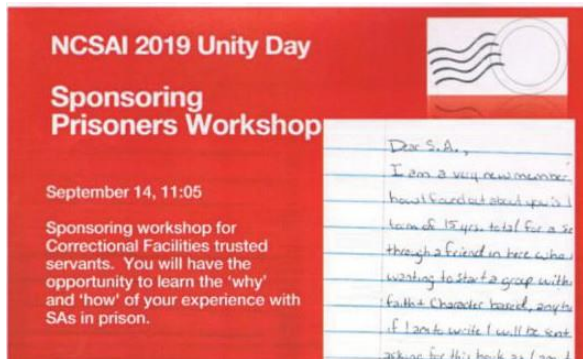 NCSAI 2019 Unity Day
Sponsoring
Prisoners Workshop
September 14, 11:05
Sponsoring workshop for
Correctional Facilities trusted
servants. You will have the
opportunity to learn the 'why'
and 'how' of your experience with
SAs in prison.
Dear S.A.,
I am a very new member
how I found out about you is I
term of 15 yrs. total for a se
through a friend in here who i
wanting to start a group with
faith & Character based, any
if I am to write I will be sent
asking for this book as I am